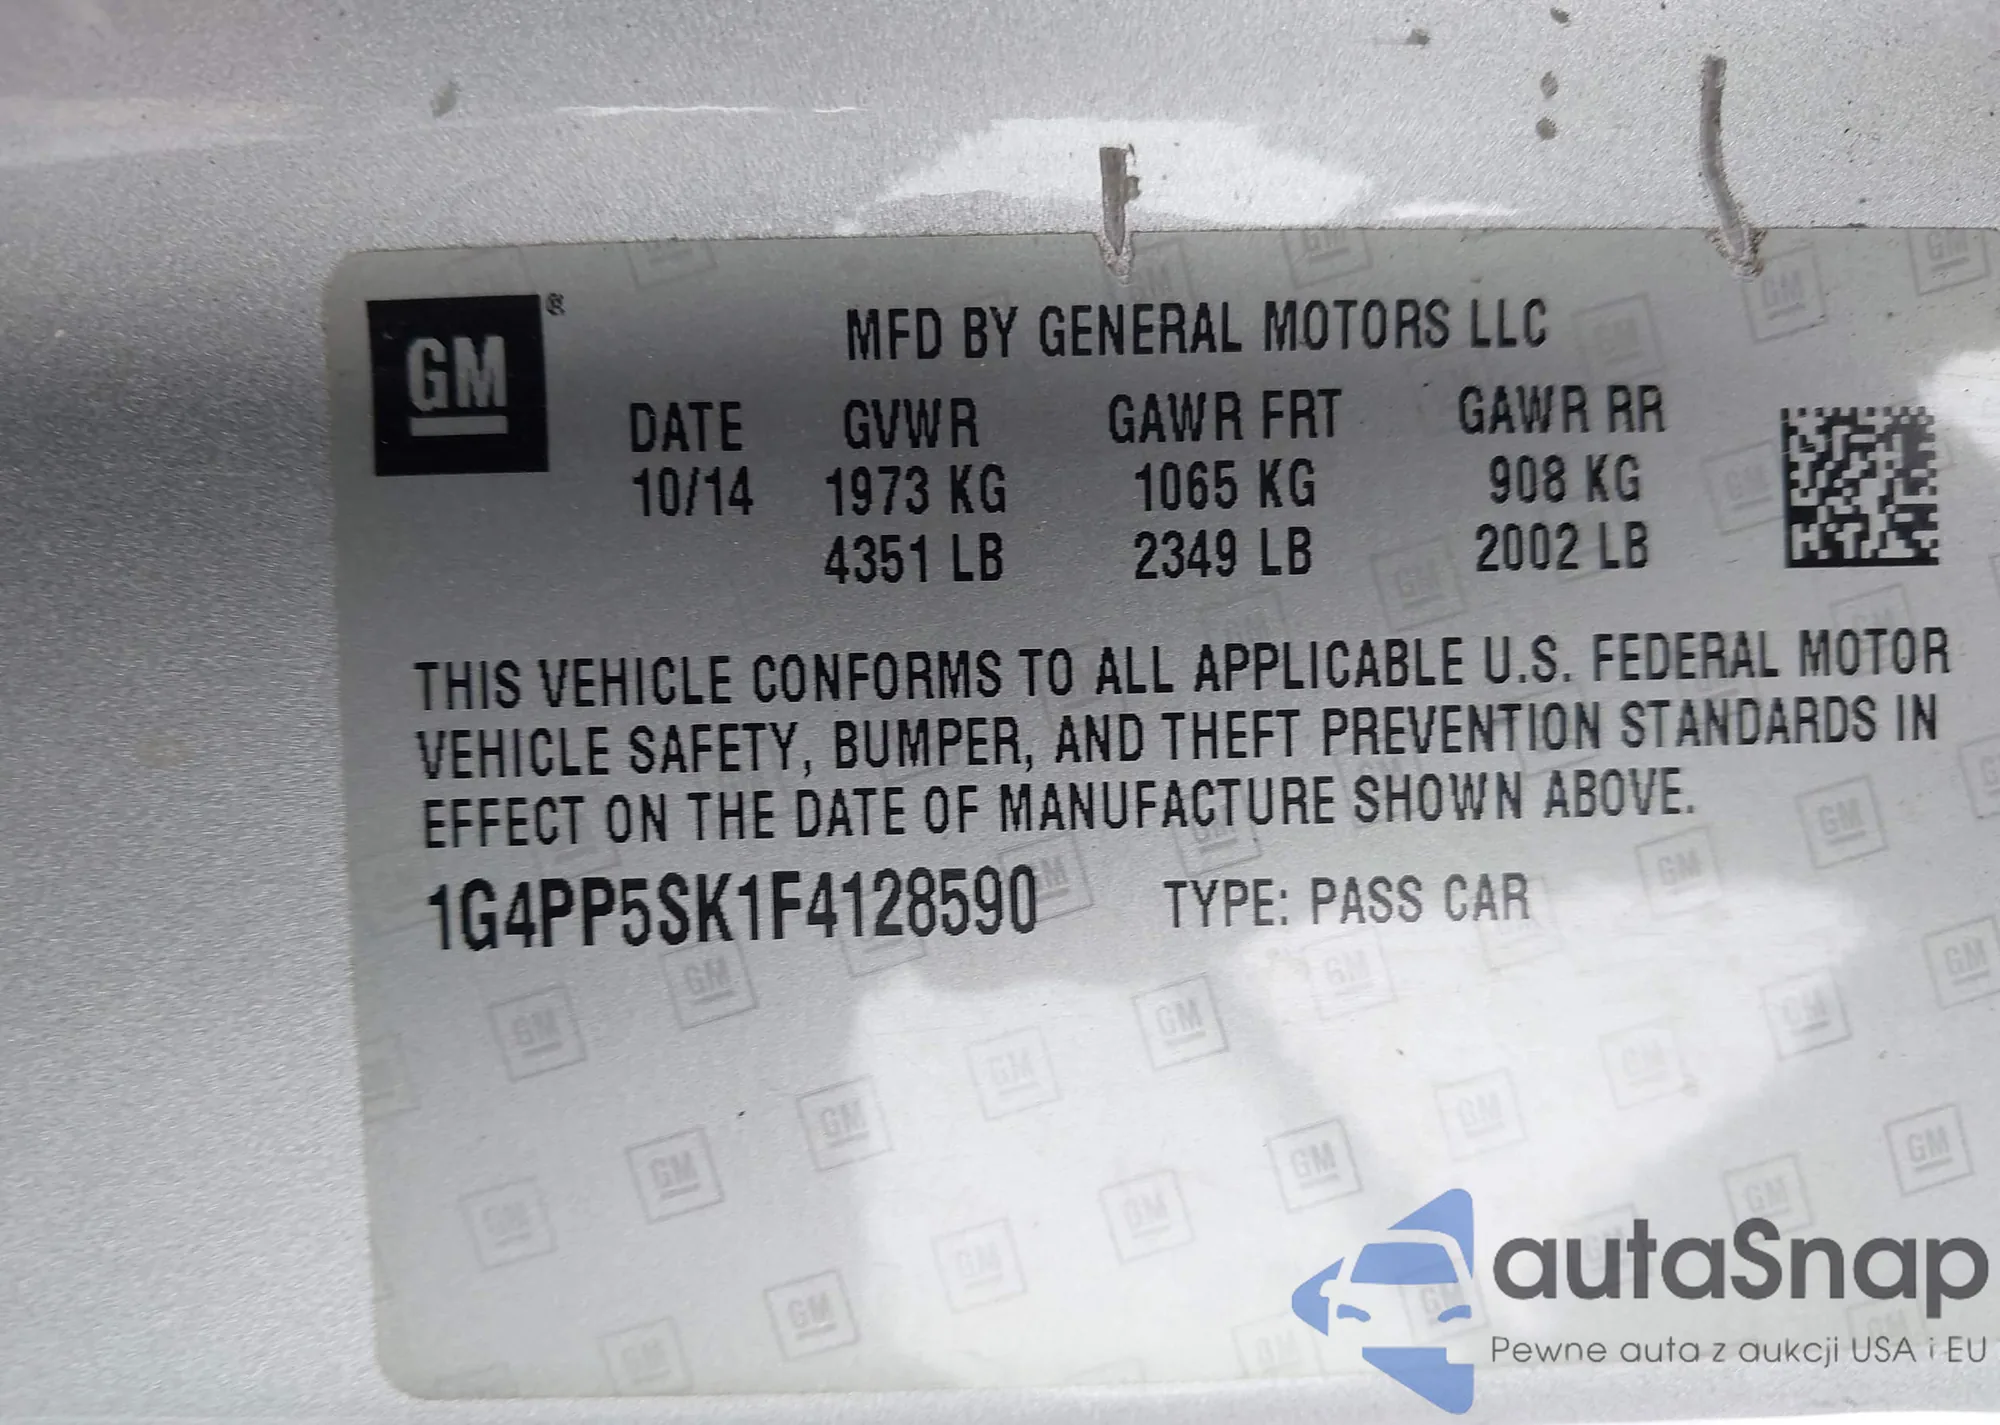 GM ®
MFD BY GENERAL MOTORS LLC
DATE GVWR GAWR FRT GAWR RR
10/14 1973 KG 1065 KG 908 KG
4351 LB 2349 LB 2002 LB
THIS VEHICLE CONFORMS TO ALL APPLICABLE U.S. FEDERAL MOTOR
VEHICLE SAFETY, BUMPER, AND THEFT PREVENTION STANDARDS IN
EFFECT ON THE DATE OF MANUFACTURE SHOWN ABOVE.
1G4PP5SK1F4128590 TYPE: PASS CAR
autaSnap
Pewne auta z aukcji USA i EU